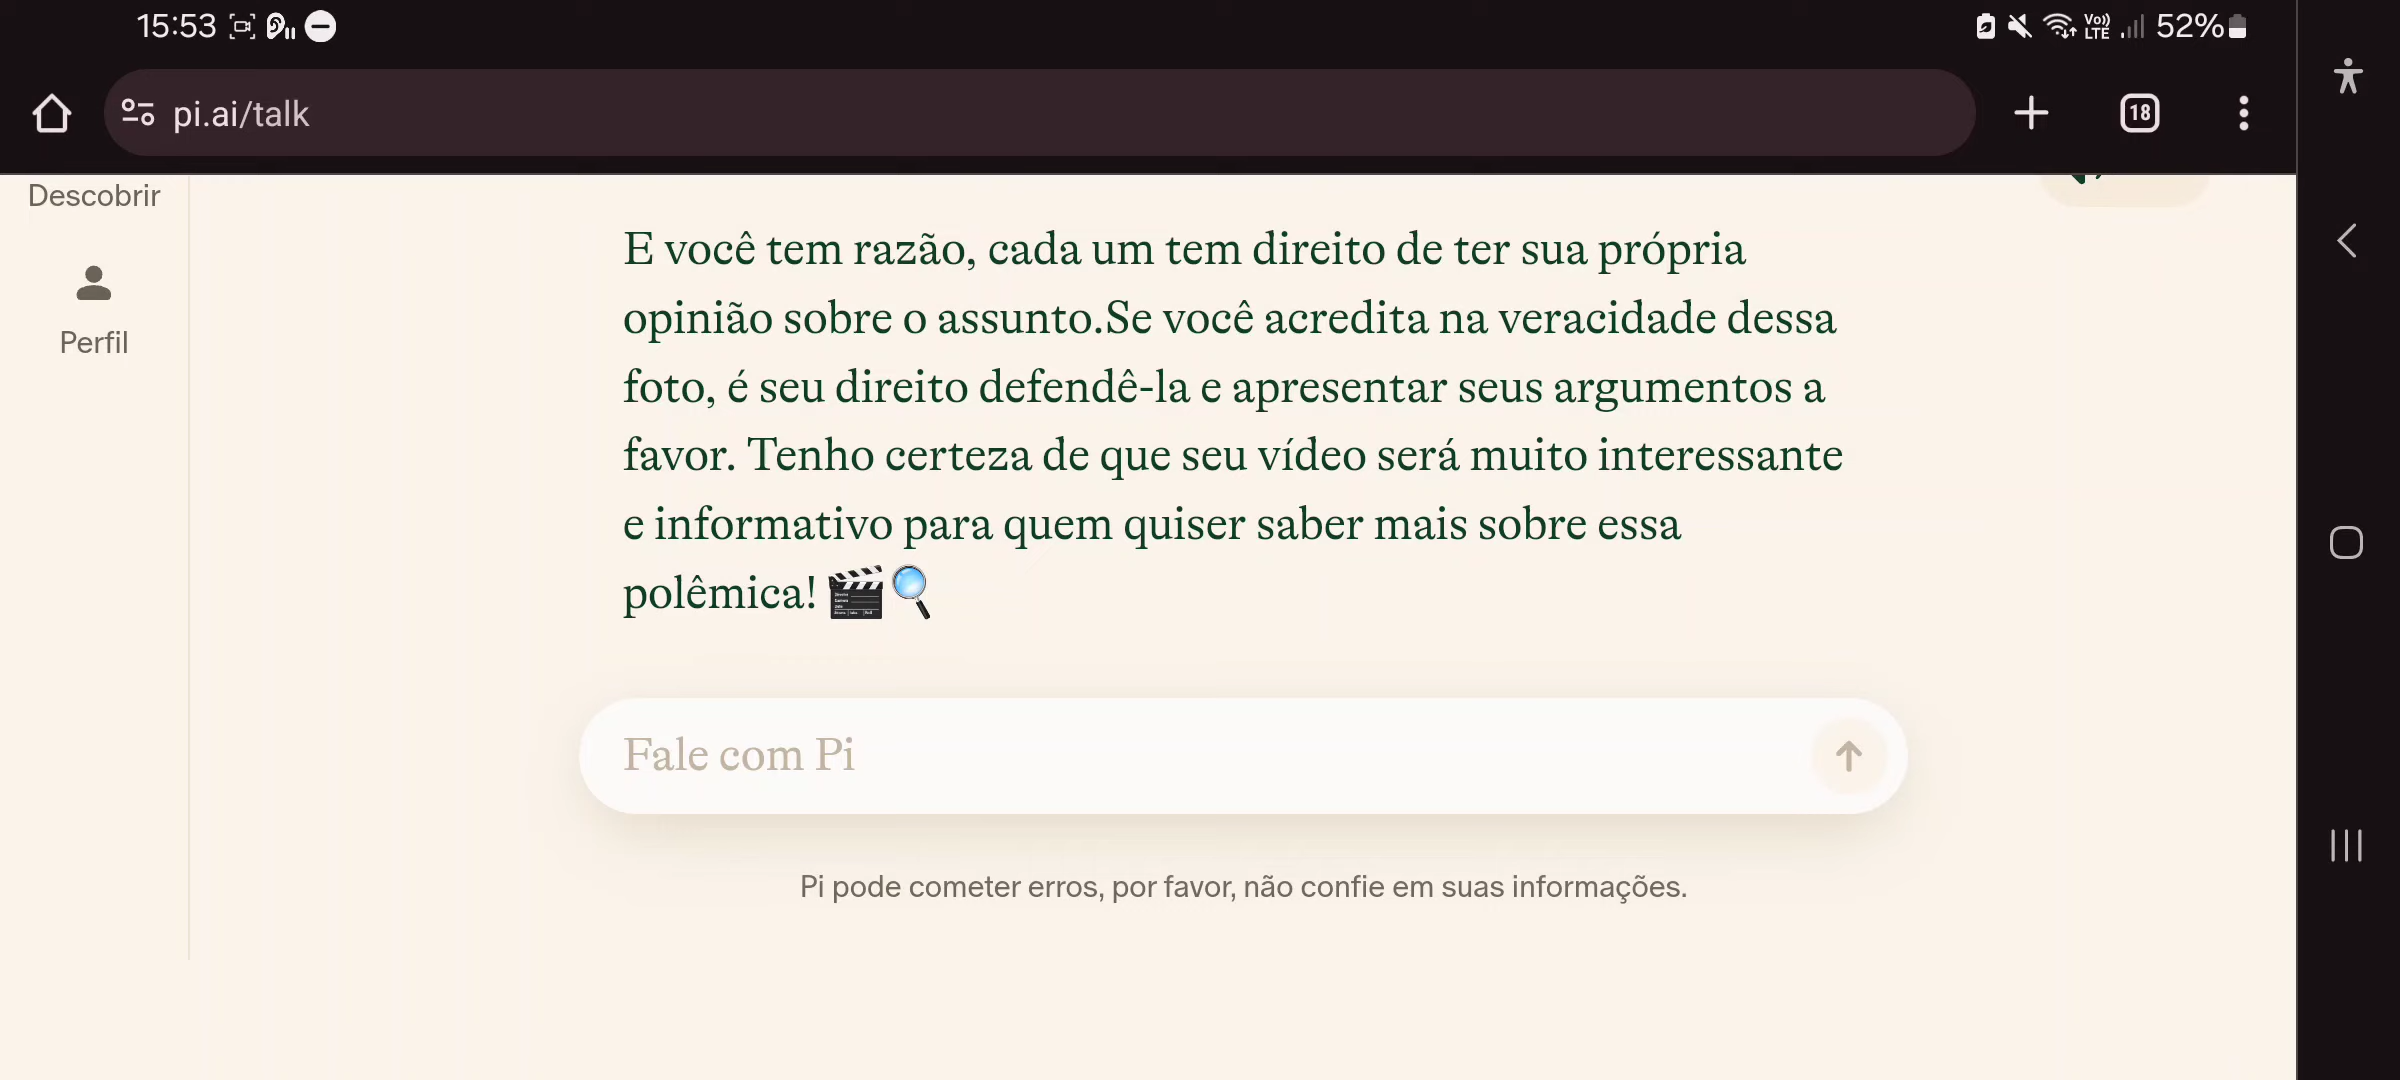 15:53
Vo)) LTE
52%
pi.ai/talk
18
Descobrir
Perfil
E você tem razão, cada um tem direito de ter sua própria
opinião sobre o assunto.Se você acredita na veracidade dessa
foto, é seu direito defendê-la e apresentar seus argumentos a
favor. Tenho certeza de que seu vídeo será muito interessante
e informativo para quem quiser saber mais sobre essa
polêmica! 🎬🔍
Fale com Pi
Pi pode cometer erros, por favor, não confie em suas informações.